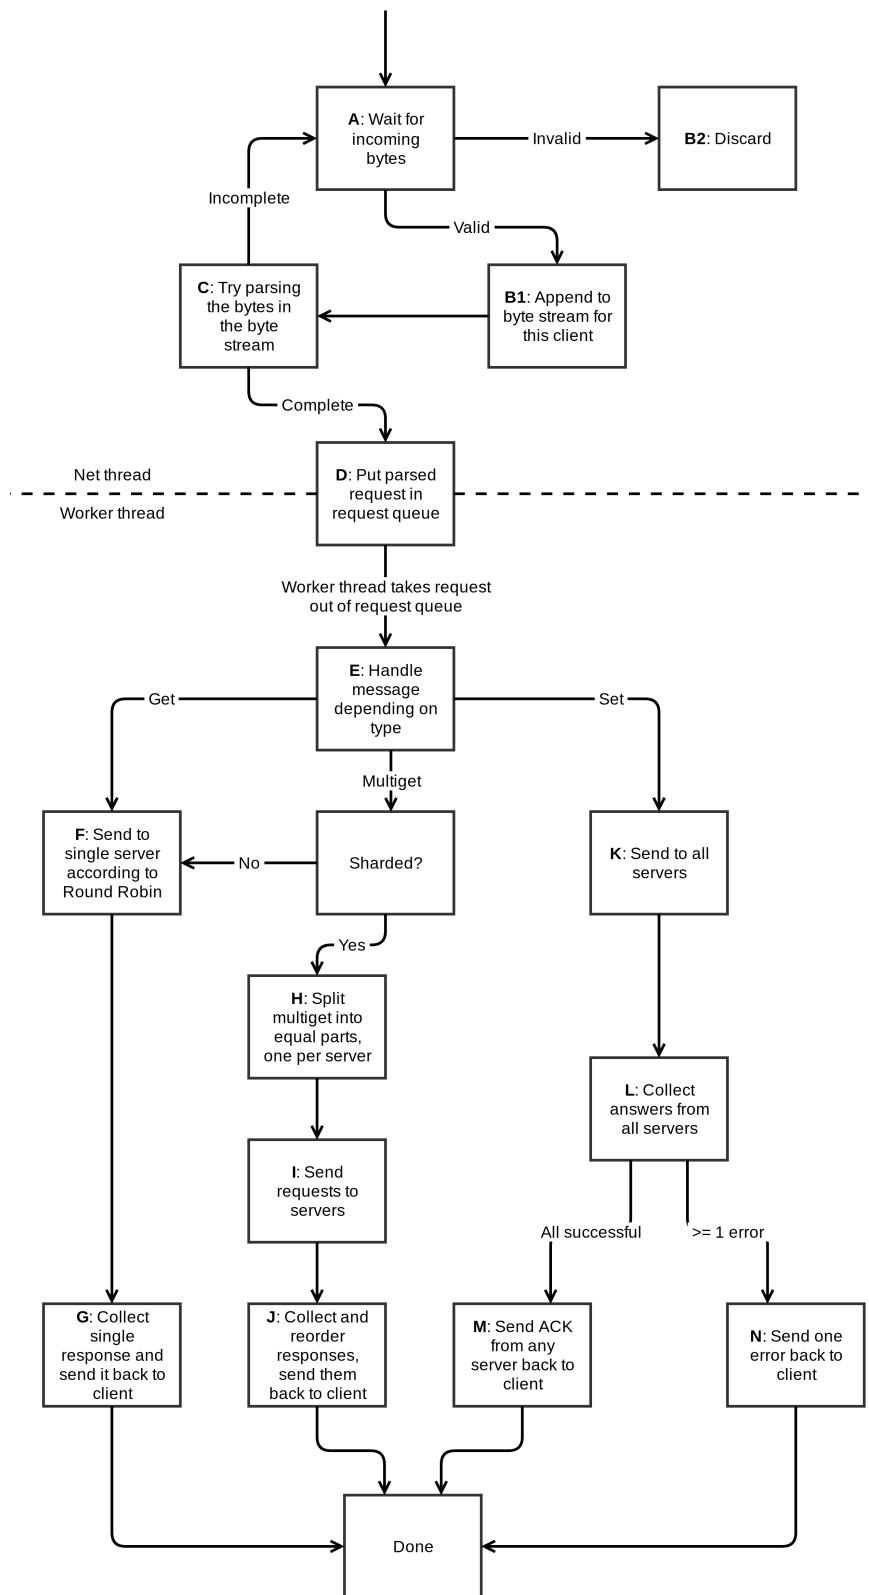 A: Wait for
incoming
bytes
Invalid
B2: Discard
Incomplete
Valid
C: Try parsing
the bytes in
the byte
stream
B1: Append to
byte stream for
this client
Complete
Net thread
Worker thread
D: Put parsed
request in
request queue
Worker thread takes request
out of request queue
E: Handle
message
depending on
type
Get
Set
Multiget
F: Send to
single server
according to
Round Robin
No
Sharded?
K: Send to all
servers
Yes
H: Split
multiget into
equal parts,
one per server
L: Collect
answers from
all servers
I: Send
requests to
servers
All successful
>= 1 error
G: Collect
single
response and
send it back to
client
J: Collect and
reorder
responses,
send them
back to client
M: Send ACK
from any
server back to
client
N: Send one
error back to
client
Done